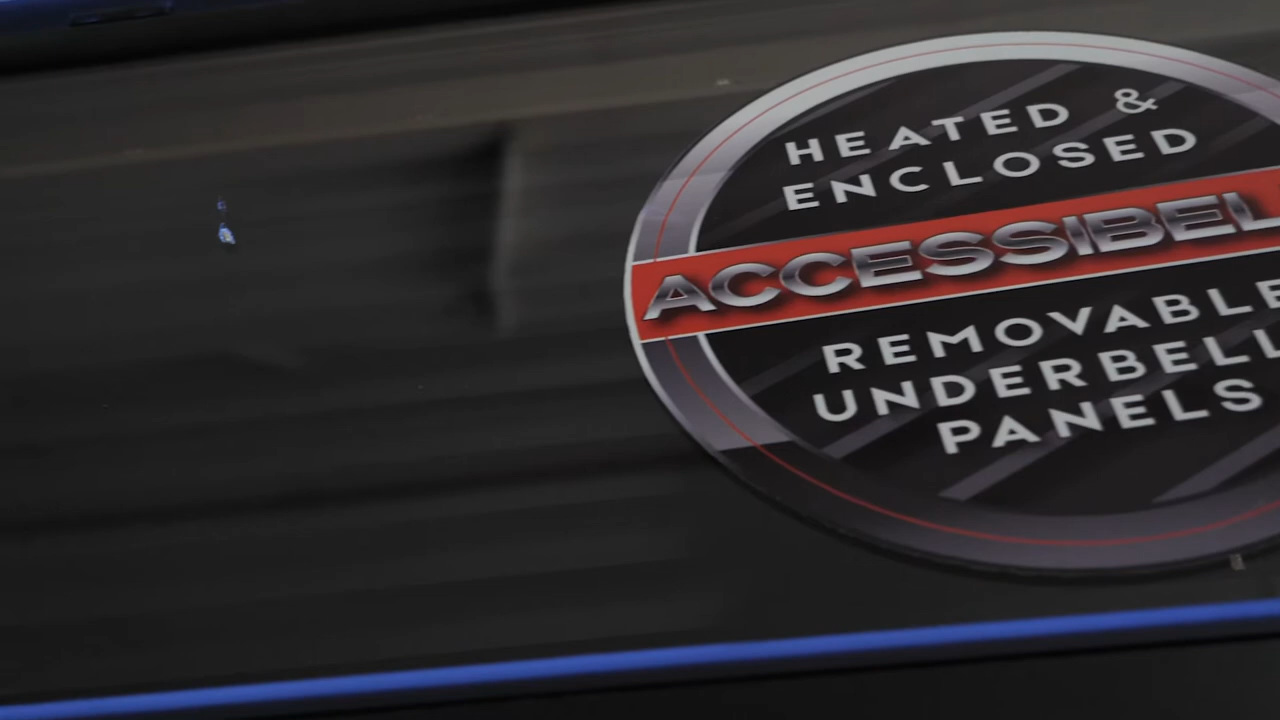 HEATED &
ENCLOSED
ACCESSIBEL
REMOVABLE
UNDERBELL
PANELS